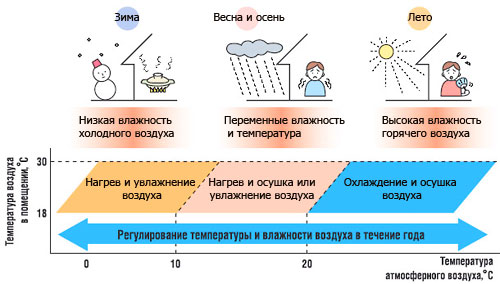 Зима
Весна и осень
Лето
Низкая влажность
холодного воздуха
Переменные влажность
и температура
Высокая влажность
горячего воздуха
Температура воздуха
в помещении,°С
30
18
Нагрев и увлажнение
воздуха
Нагрев и осушка или
увлажнение воздуха
Охлаждение и осушка
воздуха
Регулирование температуры и влажности воздуха в течение года
0
10
20
Температура
атмосферного воздуха,°С